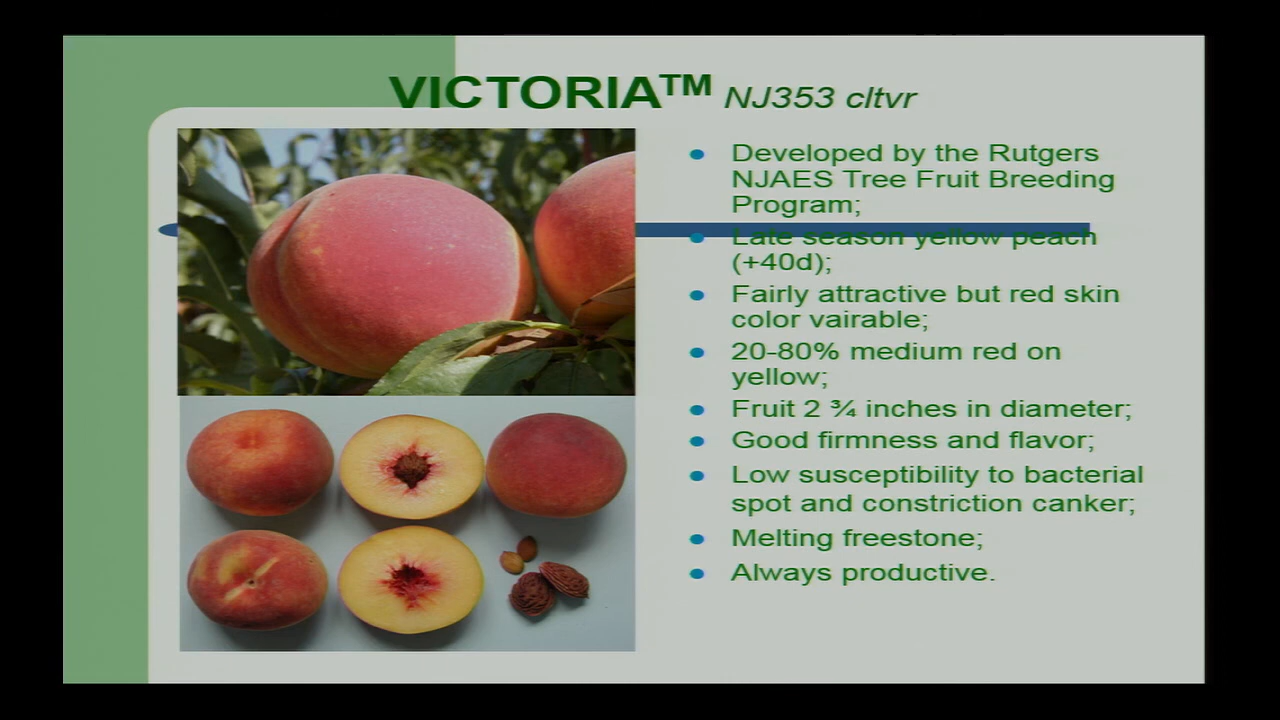 VICTORIA™ NJ353 cltvr
Developed by the Rutgers
NJAES Tree Fruit Breeding
Program;
Late season yellow peach
(+40d);
Fairly attractive but red skin
color vairable;
20-80% medium red on
yellow;
Fruit 2 ¾ inches in diameter;
Good firmness and flavor;
Low susceptibility to bacterial
spot and constriction canker;
Melting freestone;
Always productive.